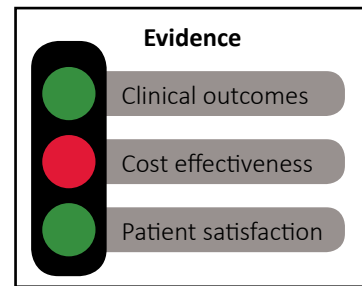 Evidence
Clinical outcomes
Cost effectiveness
Patient satisfaction